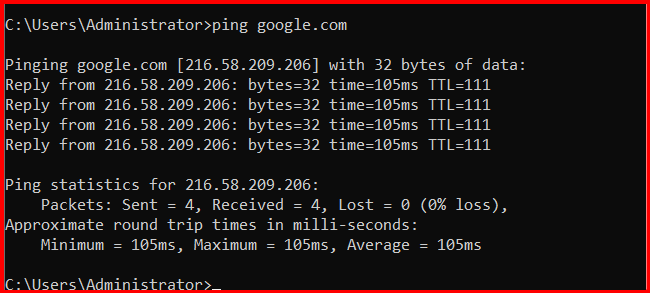 C:\Users\Administrator>ping google.com
Pinging google.com [216.58.209.206] with 32 bytes of data:
Reply from 216.58.209.206: bytes=32 time=105ms TTL=111
Reply from 216.58.209.206: bytes=32 time=105ms TTL=111
Reply from 216.58.209.206: bytes=32 time=105ms TTL=111
Reply from 216.58.209.206: bytes=32 time=105ms TTL=111
Ping statistics for 216.58.209.206:
    Packets: Sent = 4, Received = 4, Lost = 0 (0% loss),
Approximate round trip times in milli-seconds:
    Minimum = 105ms, Maximum = 105ms, Average = 105ms
C:\Users\Administrator>_